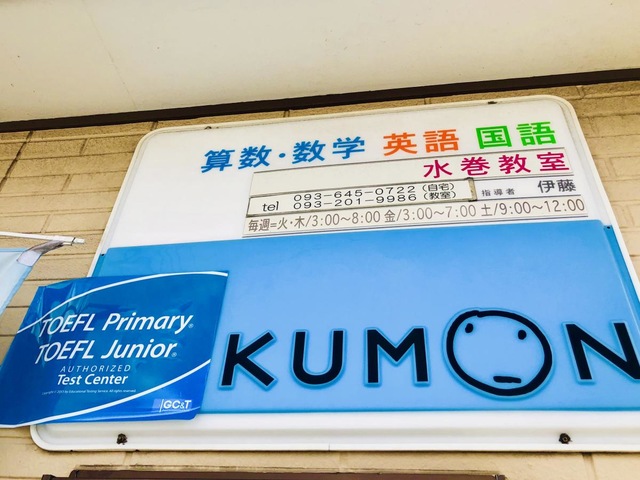 算数・数学 英語 国語
水巻教室
tel 093-645-0722(自宅)
093-201-9986(教室)
指導者 伊藤
毎週=火・木/3:00〜8:00 金/3:00〜7:00 土/9:00〜12:00
KUMON
TOEFL Primary®
TOEFL Junior®
AUTHORIZED
Test Center
GC&T